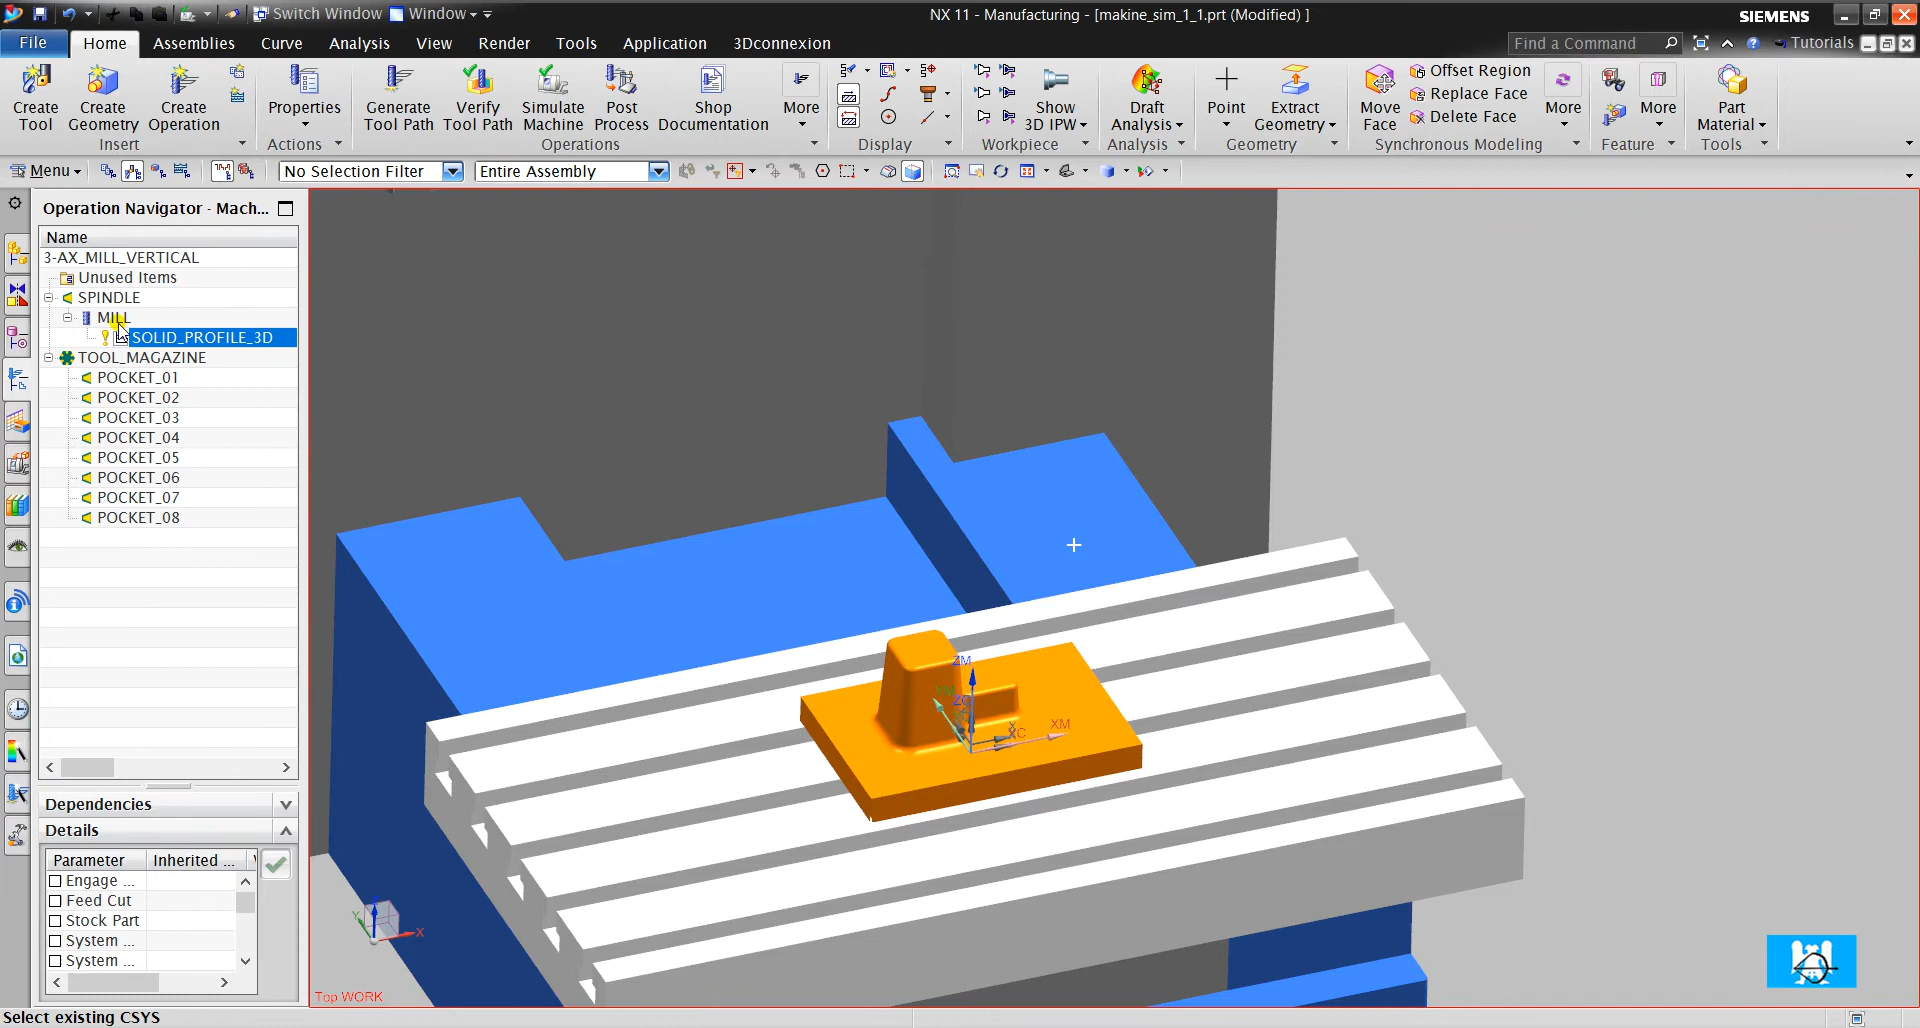 Switch Window Window
NX 11 - Manufacturing - [makine_sim_1_1.prt (Modified) ]
SIEMENS
File Home Assemblies Curve Analysis View Render Tools Application 3Dconnexion
Find a Command
Tutorials
Create Tool
Create Geometry
Create Operation
Insert
Properties
Actions
Generate Tool Path
Verify Tool Path
Simulate Machine
Post Process
Shop Documentation
More
Operations
Display
Show 3D IPW
Workpiece
Draft Analysis
Analysis
Point
Extract Geometry
Geometry
Move Face
Offset Region
Replace Face
Delete Face
More
Synchronous Modeling
More
Feature
Part Material
Tools
Menu
No Selection Filter
Entire Assembly
Operation Navigator - Mach...
Name
3-AX_MILL_VERTICAL
Unused Items
SPINDLE
MILL
SOLID_PROFILE_3D
TOOL_MAGAZINE
POCKET_01
POCKET_02
POCKET_03
POCKET_04
POCKET_05
POCKET_06
POCKET_07
POCKET_08
Dependencies
Details
Parameter Inherited ...
Engage ...
Feed Cut
Stock Part
System ...
System ...
ZM
XM
XC
Y
X
Top WORK
Select existing CSYS